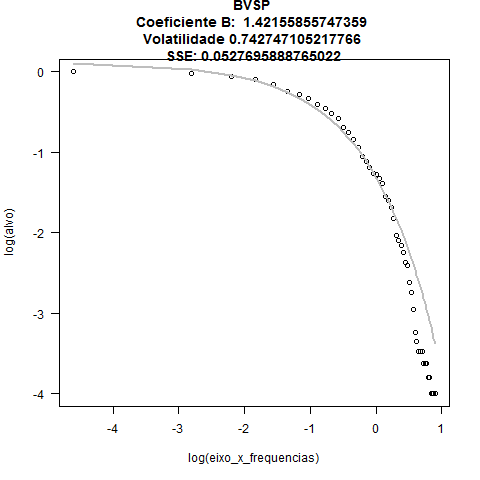 BVSP
Coeficiente B:  1.42155855747359
Volatilidade 0.742747105217766
SSE: 0.0527695888765022
0
-1
-2
-3
-4
log(alvo)
-4
-3
-2
-1
0
1
log(eixo_x_frequencias)